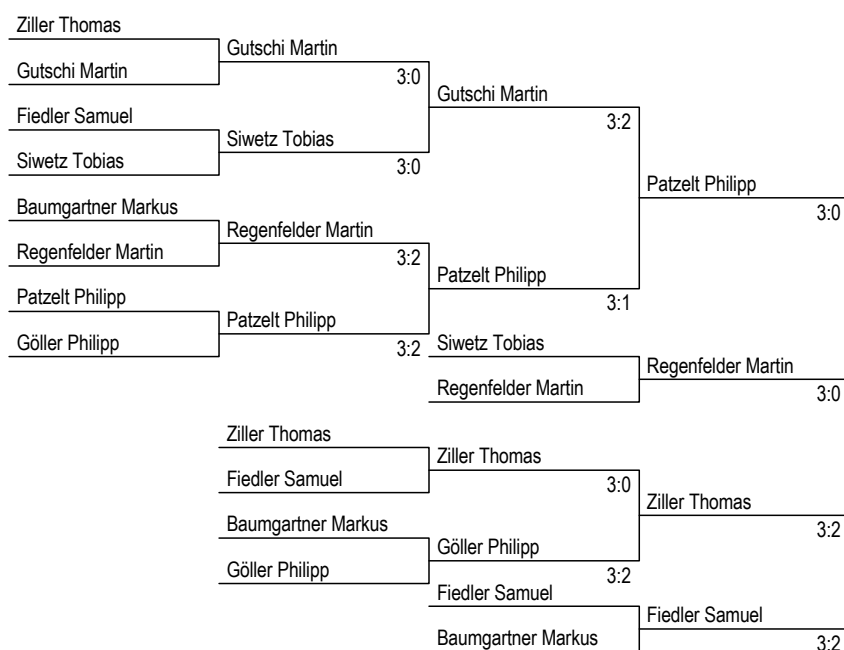 Ziller Thomas
Gutschi Martin
Gutschi Martin
3:0
Gutschi Martin
3:2
Fiedler Samuel
Siwetz Tobias
Siwetz Tobias
3:0
Patzelt Philipp
3:0
Baumgartner Markus
Regenfelder Martin
Regenfelder Martin
3:2
Patzelt Philipp
3:1
Patzelt Philipp
Göller Philipp
Patzelt Philipp
3:2
Siwetz Tobias
Regenfelder Martin
Regenfelder Martin
3:0
Ziller Thomas
Fiedler Samuel
Ziller Thomas
3:0
Ziller Thomas
3:2
Baumgartner Markus
Göller Philipp
Göller Philipp
3:2
Fiedler Samuel
Baumgartner Markus
Fiedler Samuel
3:2